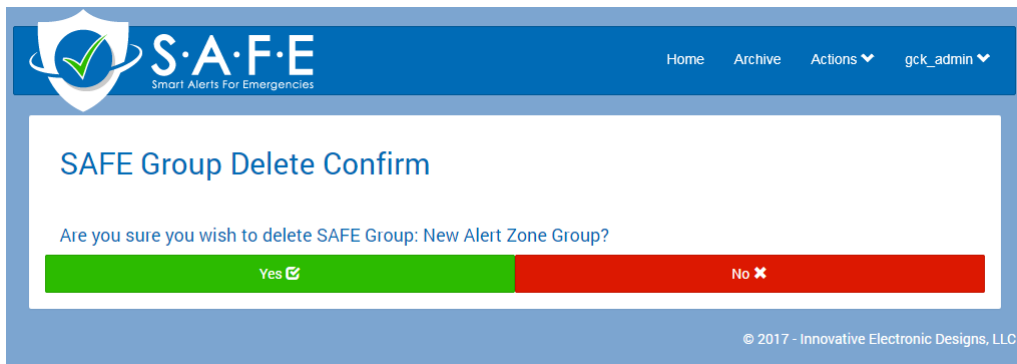 S·A·F·E
Smart Alerts For Emergencies
Home Archive Actions gck_admin
SAFE Group Delete Confirm
Are you sure you wish to delete SAFE Group: New Alert Zone Group?
Yes No
© 2017 - Innovative Electronic Designs, LLC